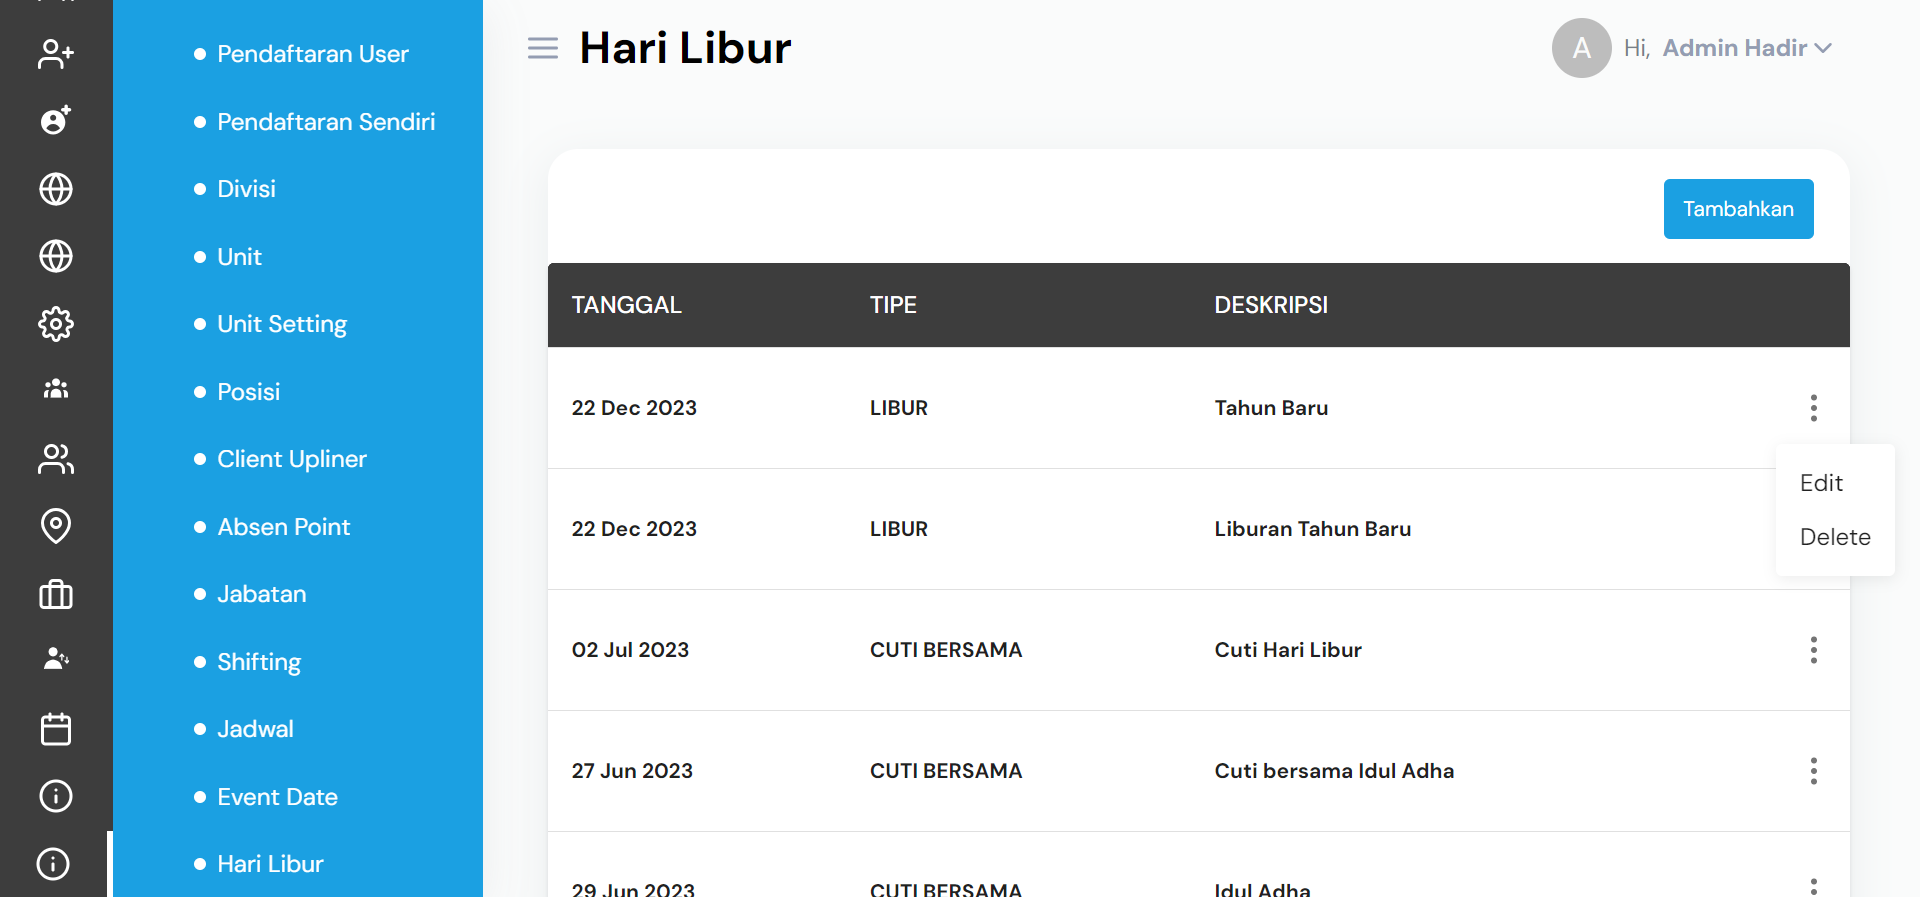 Pendaftaran User
Pendaftaran Sendiri
Divisi
Unit
Unit Setting
Posisi
Client Upliner
Absen Point
Jabatan
Shifting
Jadwal
Event Date
Hari Libur
Hari Libur
A Hi, Admin Hadir
Tambahkan
TANGGAL TIPE DESKRIPSI
22 Dec 2023 LIBUR Tahun Baru
Edit
Delete
22 Dec 2023 LIBUR Liburan Tahun Baru
02 Jul 2023 CUTI BERSAMA Cuti Hari Libur
27 Jun 2023 CUTI BERSAMA Cuti bersama Idul Adha
29 Jun 2023 CUTI BERSAMA Idul Adha